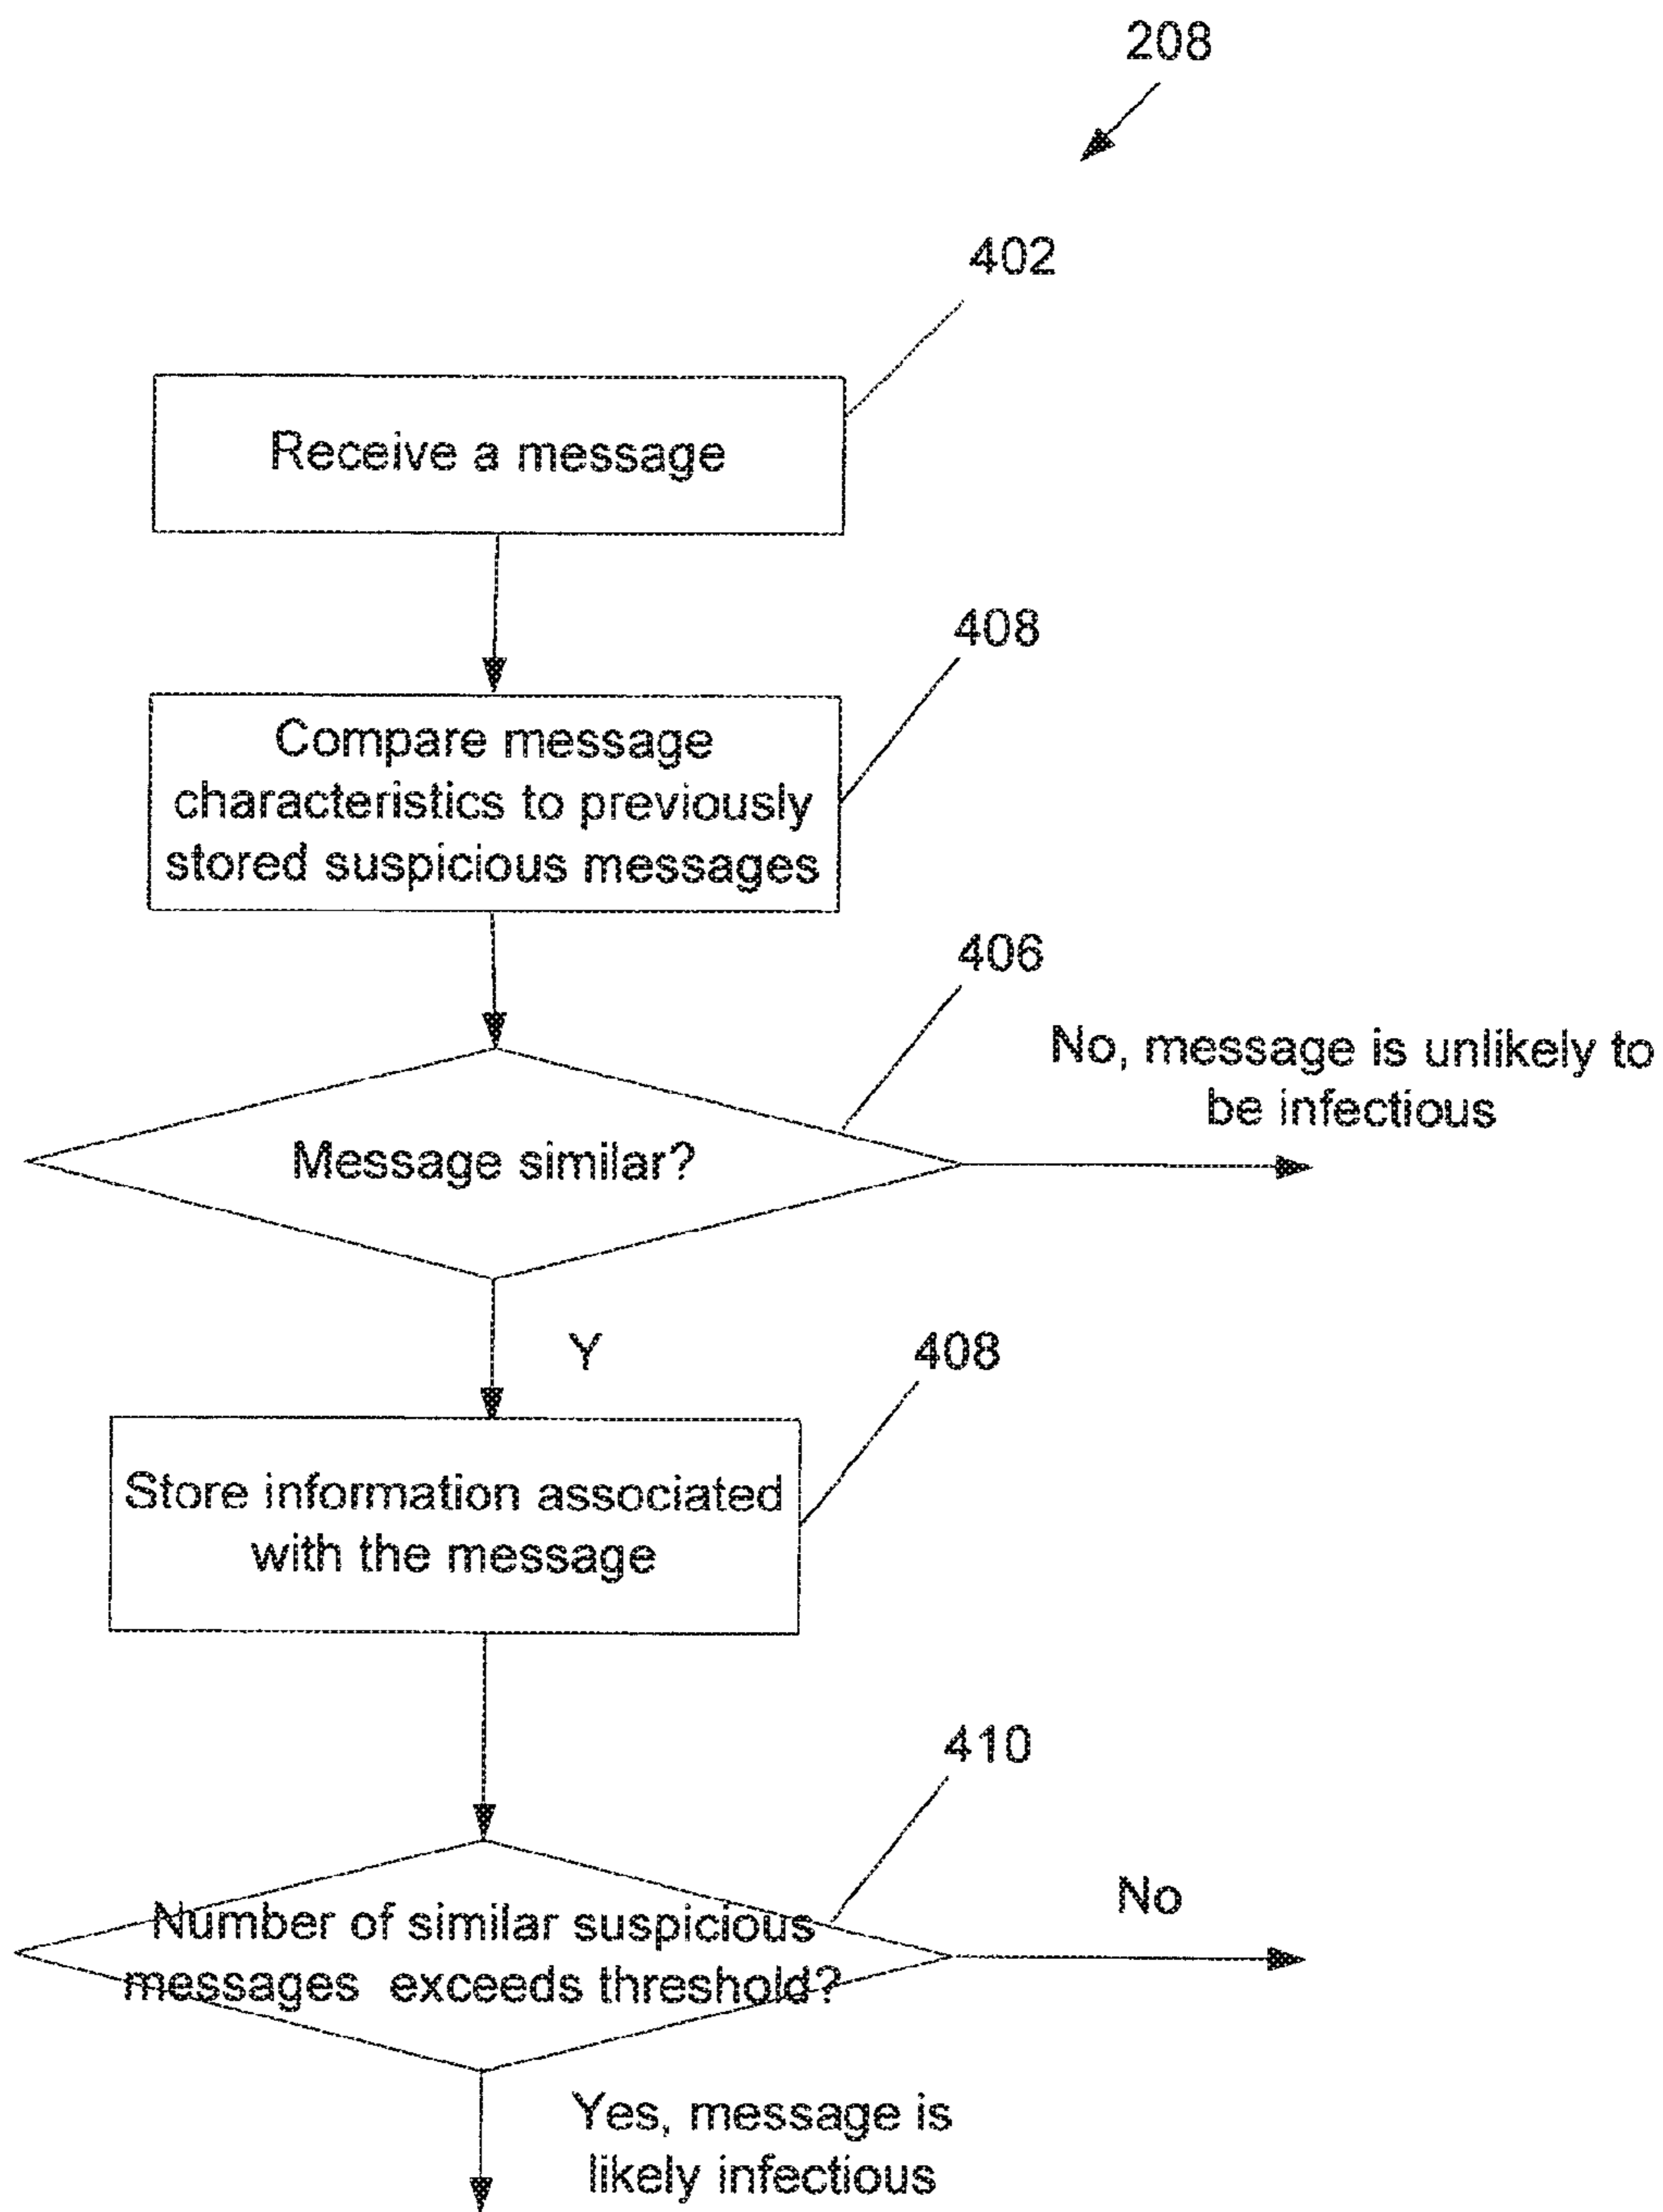 208
402
Receive a message
408
Compare message
characteristics to previously
stored suspicious messages
406
No, message is unlikely to
be infectious
Message similar?
Y
408
Store information associated
with the message
410
No
Number of similar suspicious
messages exceeds threshold?
Yes, message is
likely infectious